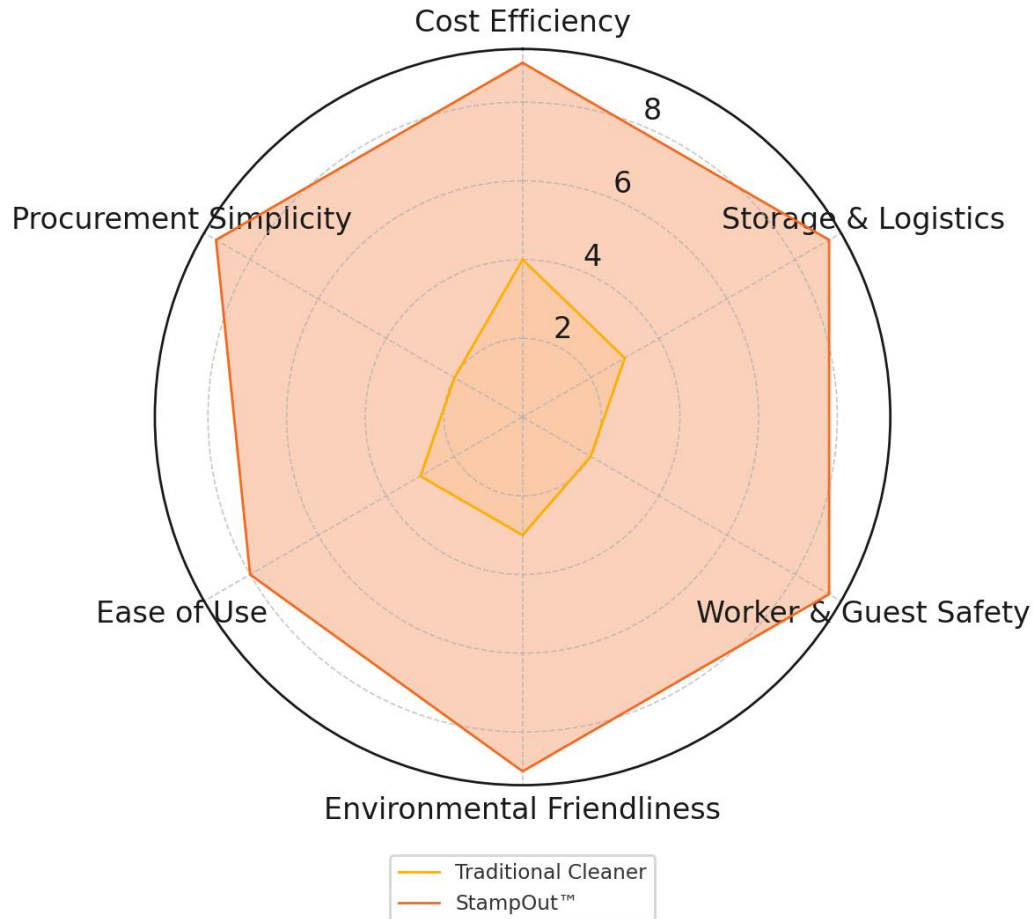 Cost Efficiency
8
6
Procurement Simplicity
Storage & Logistics
4
2
Ease of Use
Worker & Guest Safety
Environmental Friendliness
Traditional Cleaner
StampOut™